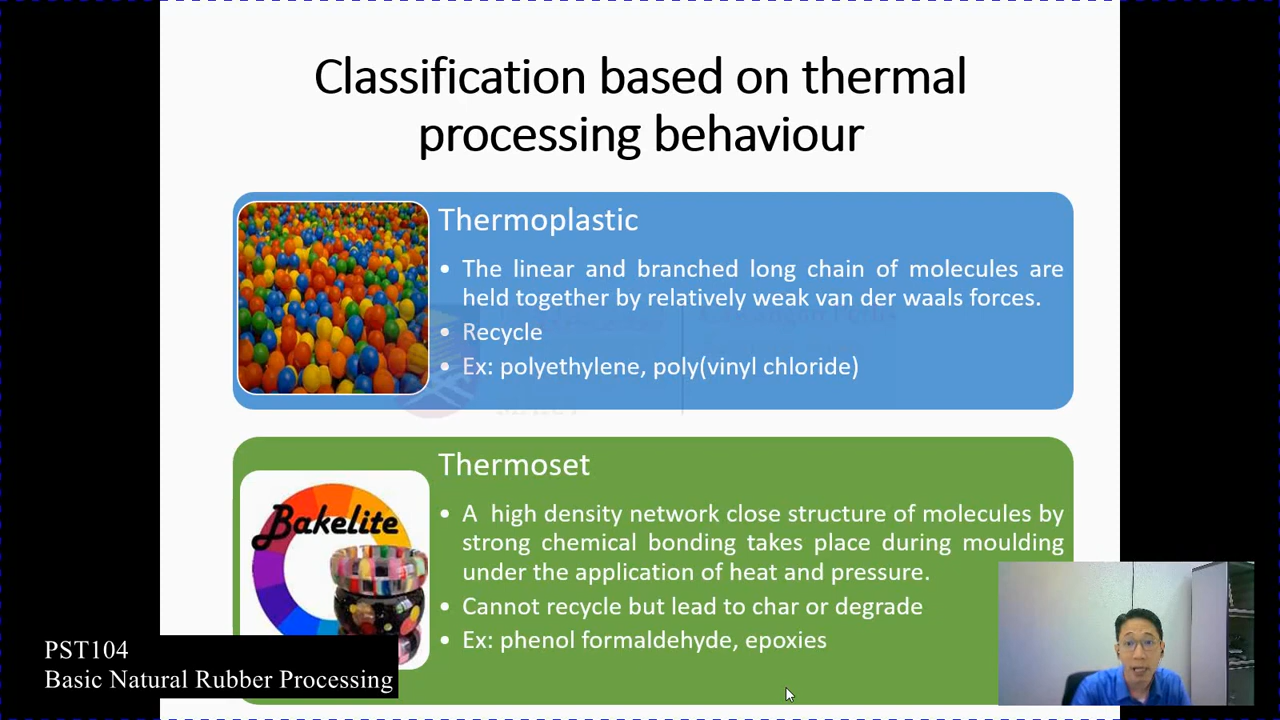 Classification based on thermal
processing behaviour
Thermoplastic
• The linear and branched long chain of molecules are
held together by relatively weak van der waals forces.
• Recycle
• Ex: polyethylene, poly(vinyl chloride)
Thermoset
Bakelite
• A high density network close structure of molecules by
strong chemical bonding takes place during moulding
under the application of heat and pressure.
• Cannot recycle but lead to char or degrade
• Ex: phenol formaldehyde, epoxies
PST104
Basic Natural Rubber Processing